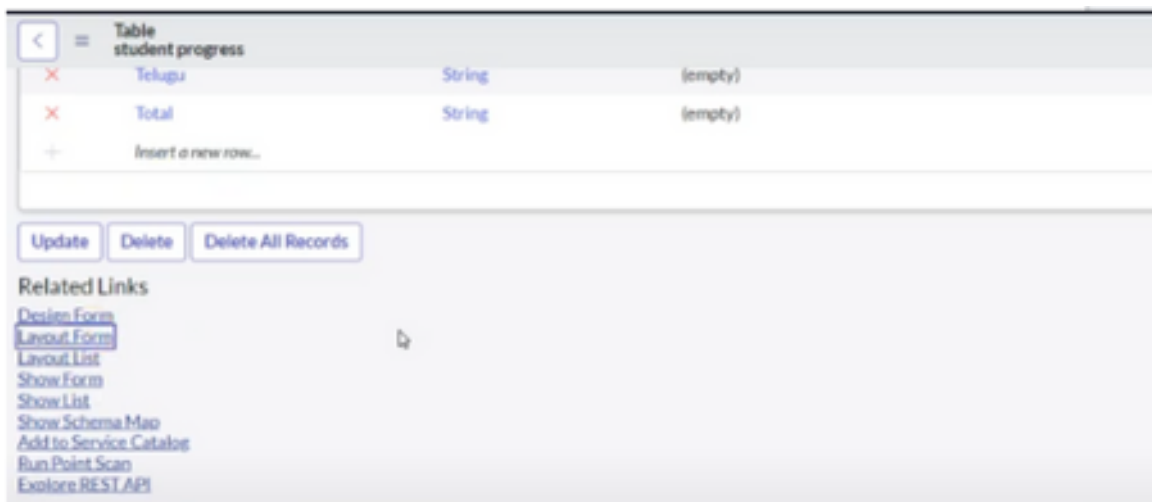 Table
student progress
Telugu String (empty)
Total String (empty)
Insert a new row...
Update Delete Delete All Records
Related Links
Design Form
Layout Form
Layout List
Show Form
Show List
Show Schema Map
Add to Service Catalog
Run Point Scan
Explore REST API